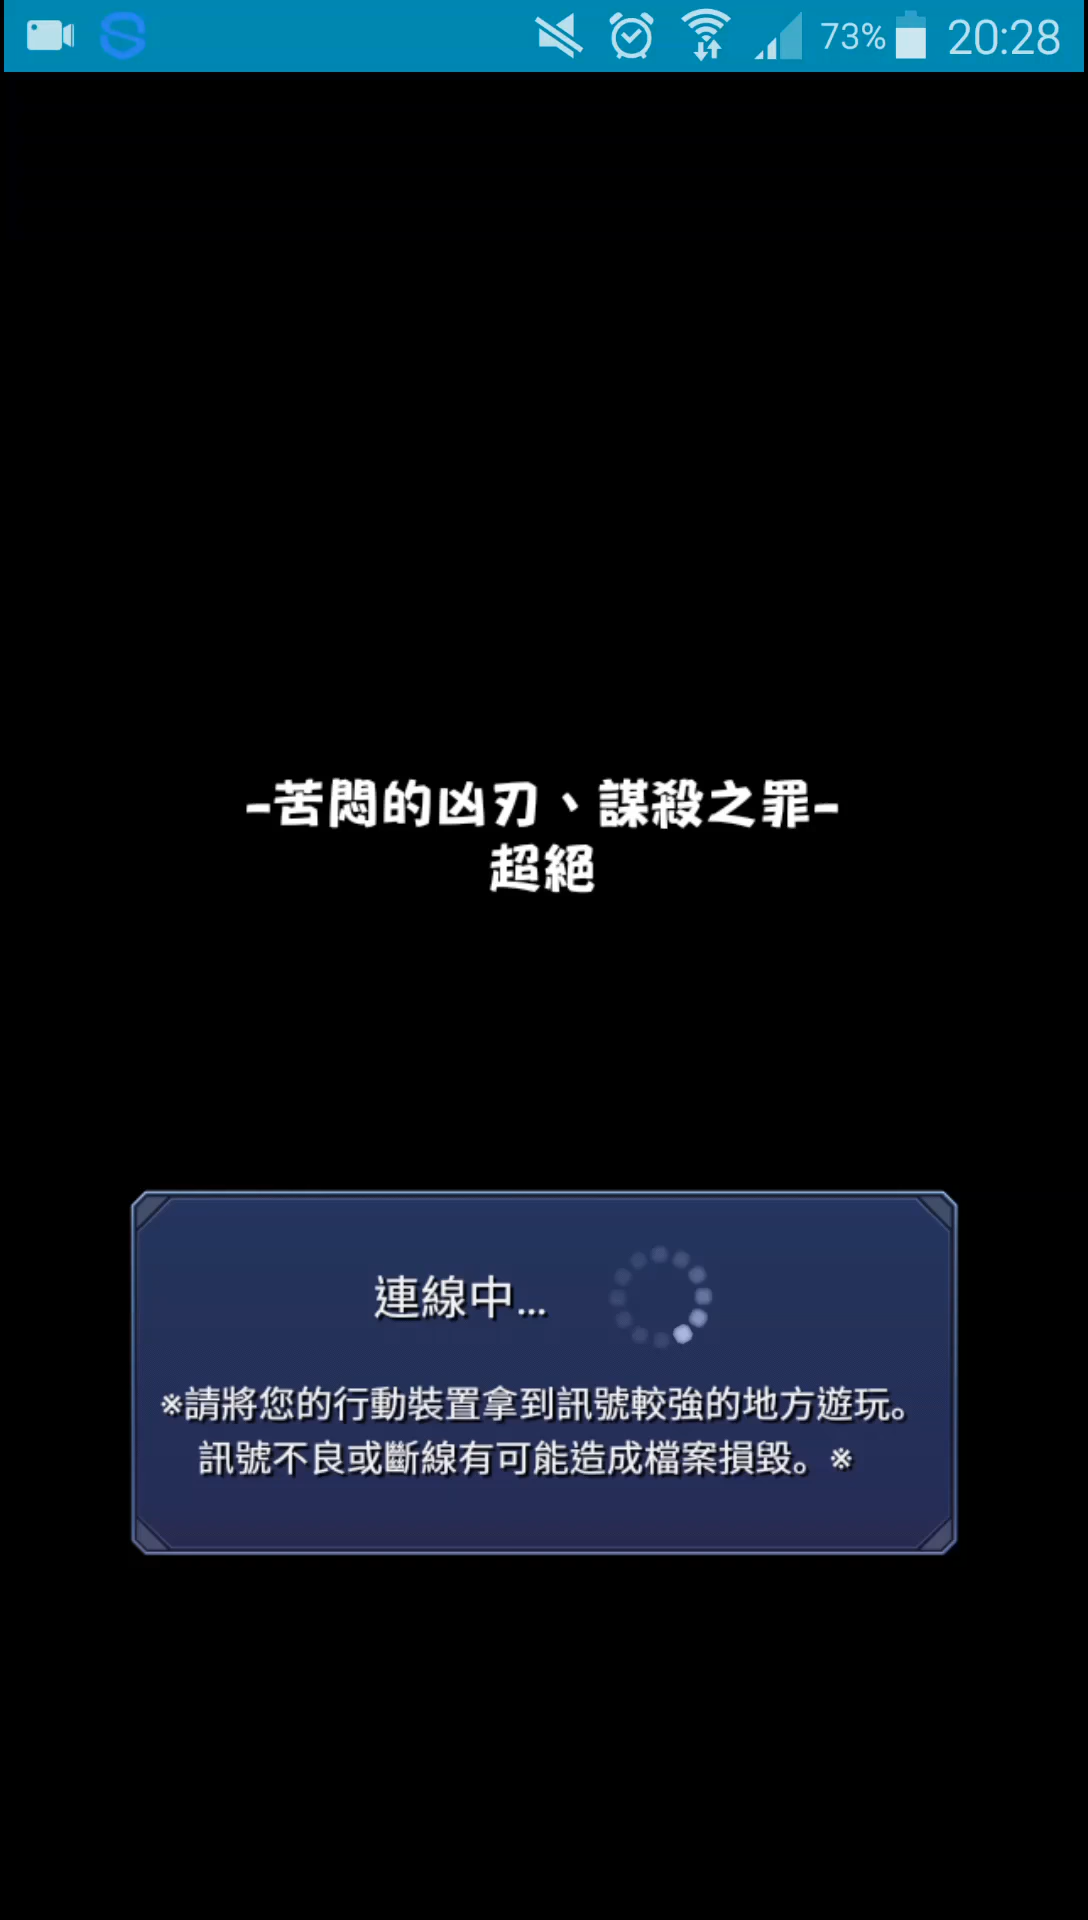 73% 20:28
-苦悶的凶刃、謀殺之罪-
超絕
連線中...
※請將您的行動裝置拿到訊號較強的地方遊玩。
訊號不良或斷線有可能造成檔案損毀。※